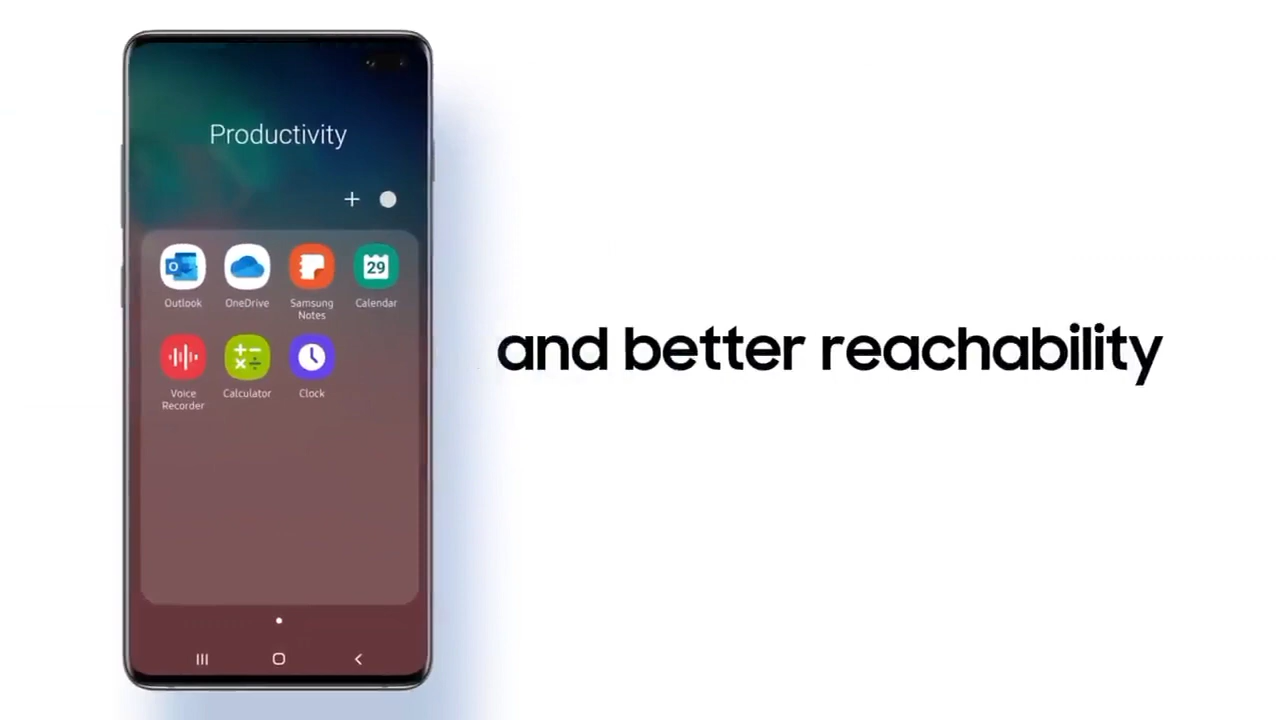 Productivity
Outlook
OneDrive
Samsung
Notes
Calendar
29
Voice
Recorder
Calculator
Clock
and better reachability